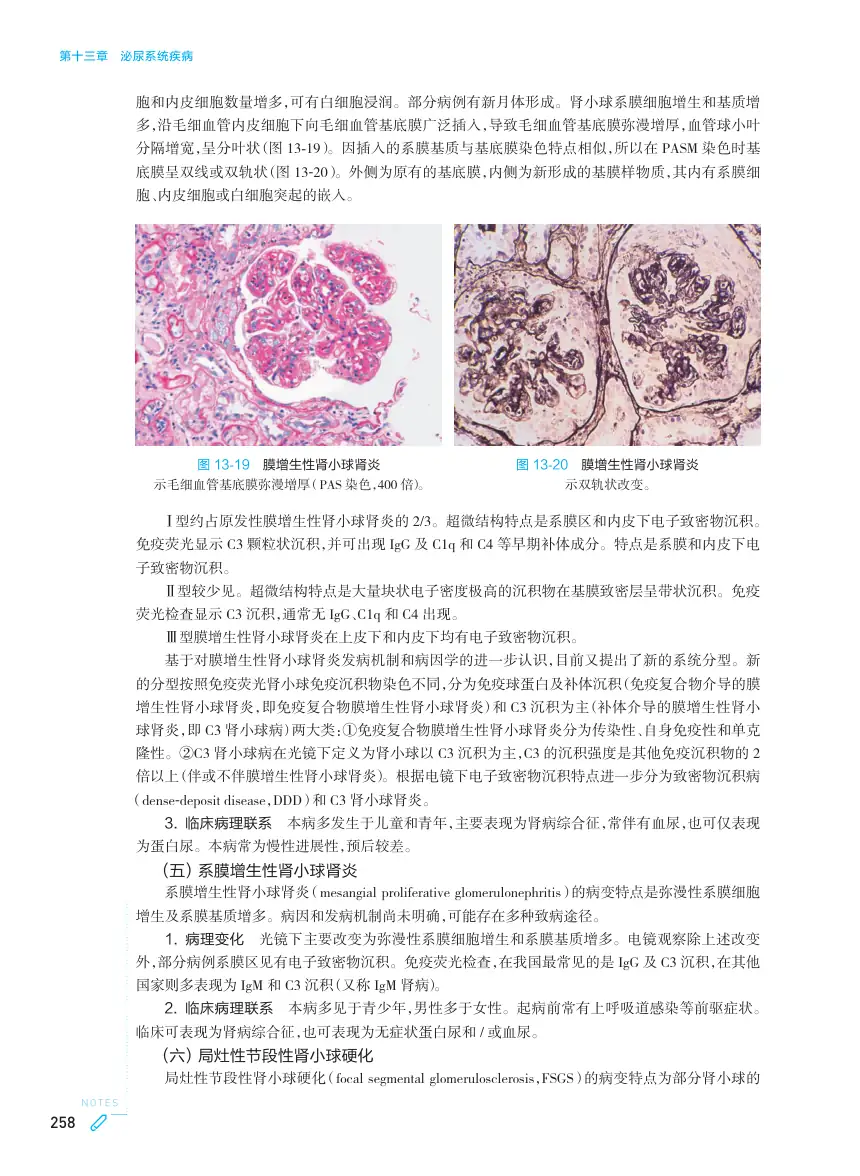 第十三章 泌尿系统疾病
胞和内皮细胞数量增多,可有白细胞浸润。部分病例有新月体形成。肾小球系膜细胞增生和基质增
多,沿毛细血管内皮细胞下向毛细血管基底膜广泛插入,导致毛细血管基底膜弥漫增厚,血管球小叶
分隔增宽,呈分叶状(图 13-19)。因插入的系膜基质与基底膜染色特点相似,所以在 PASM 染色时基
底膜呈双线或双轨状(图 13-20)。外侧为原有的基底膜,内侧为新形成的基膜样物质,其内有系膜细
胞、内皮细胞或白细胞突起的嵌入。
图 13-19 膜增生性肾小球肾炎
示毛细血管基底膜弥漫增厚(PAS 染色,400 倍)。
图 13-20 膜增生性肾小球肾炎
示双轨状改变。
Ⅰ型约占原发性膜增生性肾小球肾炎的 2/3。超微结构特点是系膜区和内皮下电子致密物沉积。
免疫荧光显示 C3 颗粒状沉积,并可出现 IgG 及 C1q 和 C4 等早期补体成分。特点是系膜和内皮下电
子致密物沉积。
Ⅱ型较少见。超微结构特点是大量块状电子密度极高的沉积物在基膜致密层呈带状沉积。免疫
荧光检查显示 C3 沉积,通常无 IgG、C1q 和 C4 出现。
Ⅲ型膜增生性肾小球肾炎在上皮下和内皮下均有电子致密物沉积。
基于对膜增生性肾小球肾炎发病机制和病因学的进一步认识,目前又提出了新的系统分型。新
的分型按照免疫荧光肾小球免疫沉积物染色不同,分为免疫球蛋白及补体沉积(免疫复合物介导的膜
增生性肾小球肾炎,即免疫复合物膜增生性肾小球肾炎)和 C3 沉积为主(补体介导的膜增生性肾小
球肾炎,即 C3 肾小球病)两大类:①免疫复合物膜增生性肾小球肾炎分为传染性、自身免疫性和单克
隆性。②C3 肾小球病在光镜下定义为肾小球以 C3 沉积为主,C3 的沉积强度是其他免疫沉积物的 2
倍以上(伴或不伴膜增生性肾小球肾炎)。根据电镜下电子致密物沉积特点进一步分为致密物沉积病
(dense-deposit disease,DDD)和 C3 肾小球肾炎。
3. 临床病理联系 本病多发生于儿童和青年,主要表现为肾病综合征,常伴有血尿,也可仅表现
为蛋白尿。本病常为慢性进展性,预后较差。
(五)系膜增生性肾小球肾炎
系膜增生性肾小球肾炎(mesangial proliferative glomerulonephritis)的病变特点是弥漫性系膜细胞
增生及系膜基质增多。病因和发病机制尚未明确,可能存在多种致病途径。
1. 病理变化 光镜下主要改变为弥漫性系膜细胞增生和系膜基质增多。电镜观察除上述改变
外,部分病例系膜区见有电子致密物沉积。免疫荧光检查,在我国最常见的是 IgG 及 C3 沉积,在其他
国家则多表现为 IgM 和 C3 沉积(又称 IgM 肾病)。
2. 临床病理联系 本病多见于青少年,男性多于女性。起病前常有上呼吸道感染等前驱症状。
临床可表现为肾病综合征,也可表现为无症状蛋白尿和 / 或血尿。
(六)局灶性节段性肾小球硬化
局灶性节段性肾小球硬化(focal segmental glomerulosclerosis,FSGS)的病变特点为部分肾小球的
NOTES
258